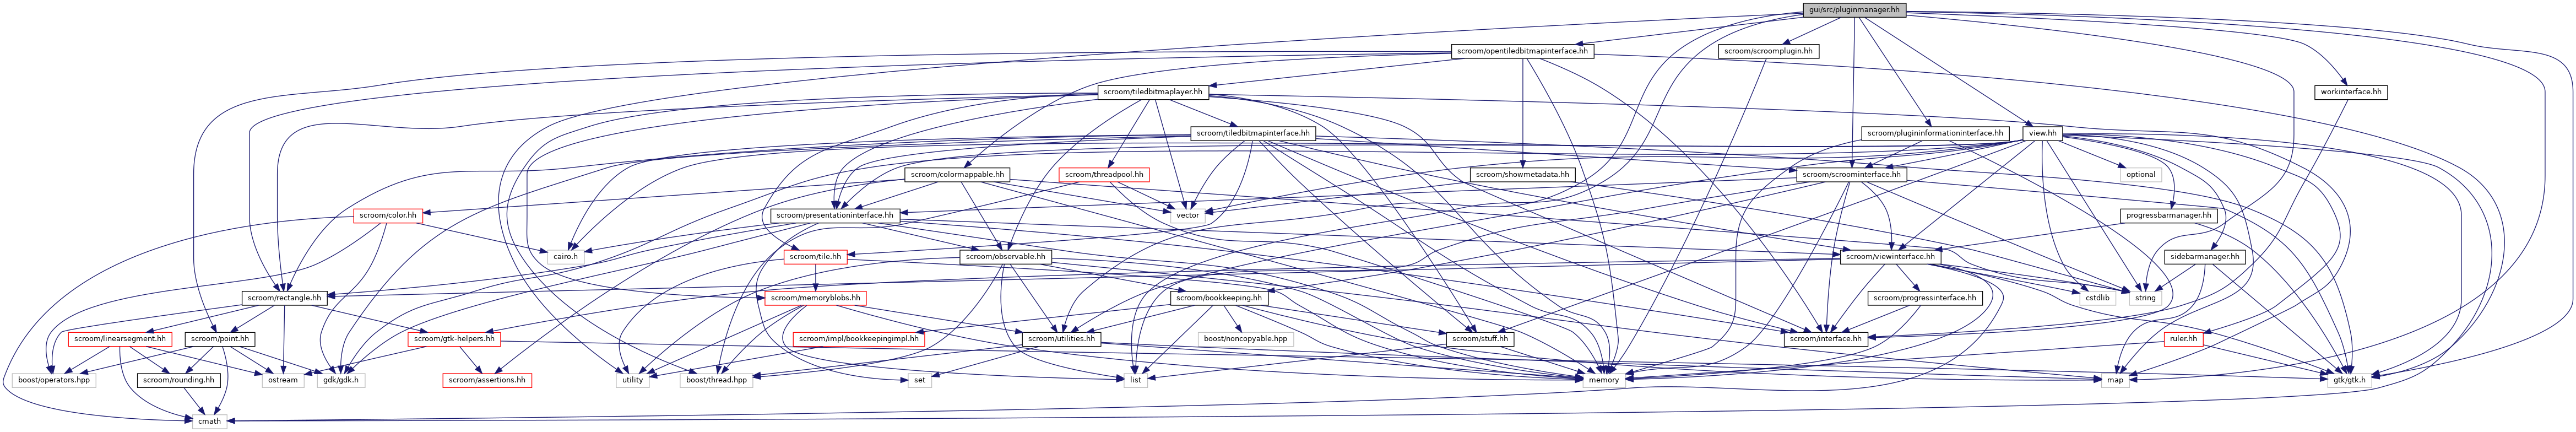 gui/src/pluginmanager.hh
scroom/opentiledbitmapinterface.hh
scroom/scroomplugin.hh
scroom/tiledbitmaplayer.hh
workinterface.hh
scroom/tiledbitmapinterface.hh
scroom/plugininformationinterface.hh
view.hh
scroom/colormappable.hh
scroom/threadpool.hh
scroom/showmetadata.hh
scroom/scroominterface.hh
optional
scroom/color.hh
scroom/presentationinterface.hh
vector
progressbarmanager.hh
cairo.h
scroom/tile.hh
scroom/observable.hh
scroom/viewinterface.hh
sidebarmanager.hh
scroom/rectangle.hh
scroom/memoryblobs.hh
scroom/bookkeeping.hh
scroom/progressinterface.hh
cstdlib
string
scroom/linearsegment.hh
scroom/point.hh
scroom/gtk-helpers.hh
scroom/impl/bookkeepingimpl.hh
scroom/utilities.hh
boost/noncopyable.hpp
scroom/stuff.hh
scroom/interface.hh
ruler.hh
boost/operators.hpp
scroom/rounding.hh
ostream
gdk/gdk.h
scroom/assertions.hh
utility
boost/thread.hpp
set
list
memory
map
gtk/gtk.h
cmath